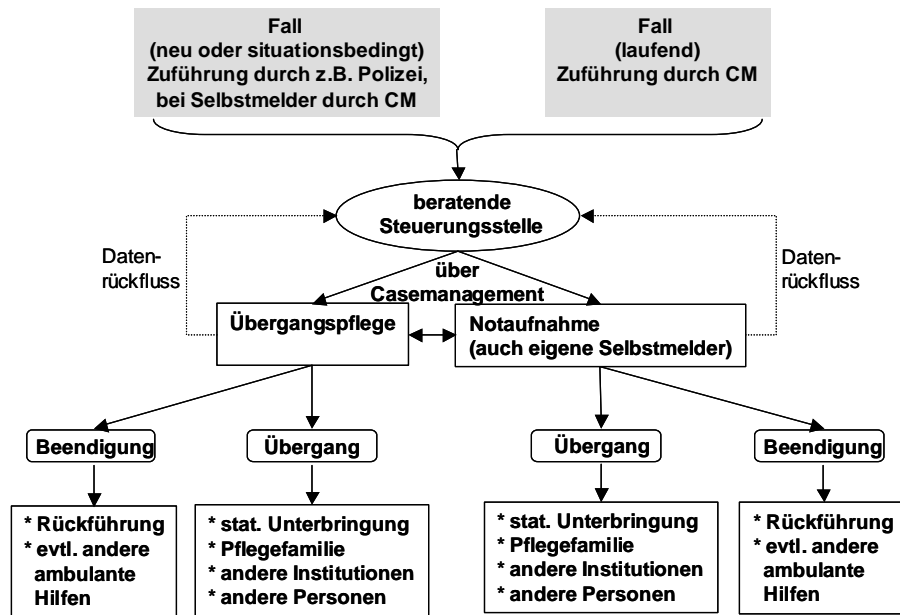 Fall
(neu oder situationsbedingt)
Zuführung durch z.B. Polizei,
bei Selbstmelder durch CM
Fall
(laufend)
Zuführung durch CM
beratende
Steuerungsstelle
Daten-
rückfluss
Daten-
rückfluss
über
Casemanagement
Übergangspflege
Notaufnahme
(auch eigene Selbstmelder)
Beendigung
Übergang
Übergang
Beendigung
* Rückführung
* evtl. andere
ambulante
Hilfen
* stat. Unterbringung
* Pflegefamilie
* andere Institutionen
* andere Personen
* stat. Unterbringung
* Pflegefamilie
* andere Institutionen
* andere Personen
* Rückführung
* evtl. andere
ambulante
Hilfen